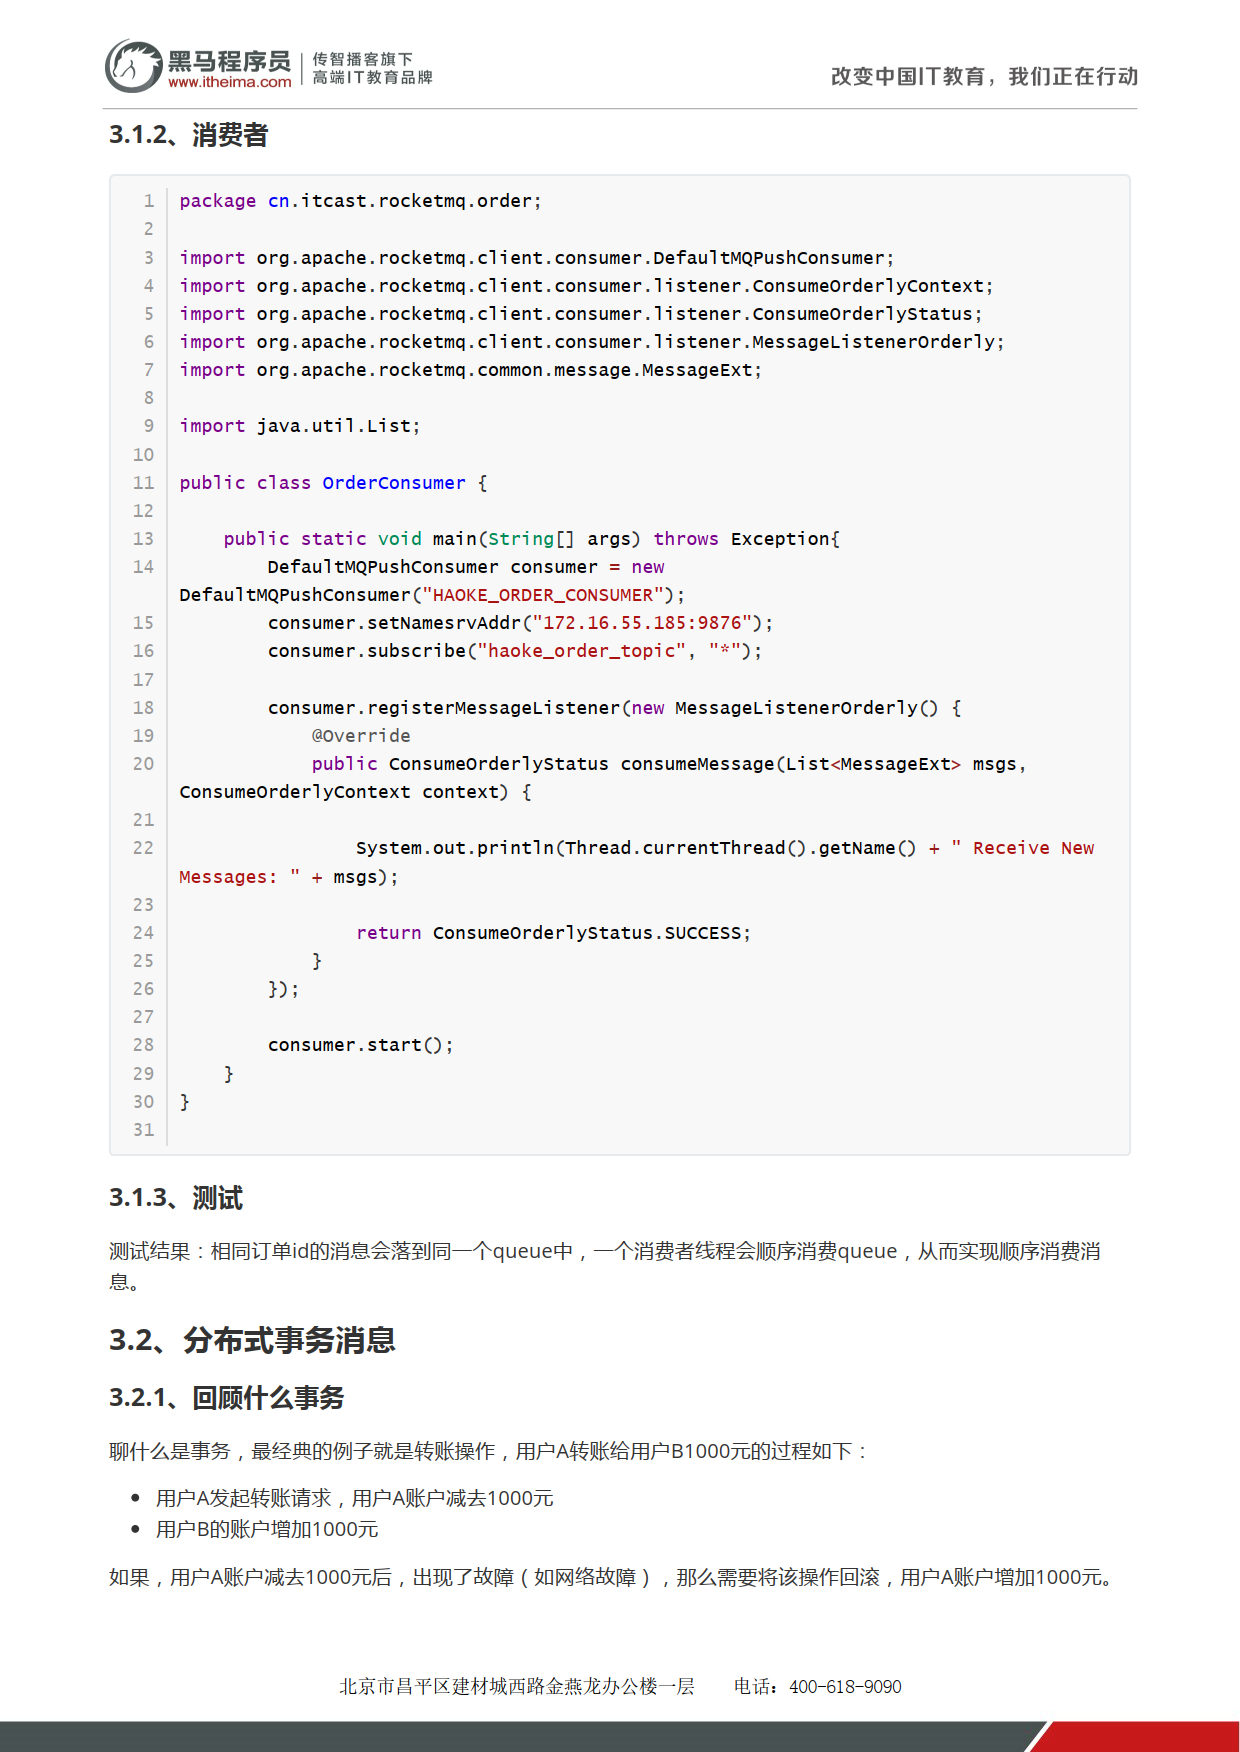 黑马程序员
www.itheima.com
传智播客旗下
高端IT教育品牌
改变中国IT教育，我们正在行动
3.1.2、消费者
1 package cn.itcast.rocketmq.order;
2
3 import org.apache.rocketmq.client.consumer.DefaultMQPushConsumer;
4 import org.apache.rocketmq.client.consumer.listener.ConsumeOrderlyContext;
5 import org.apache.rocketmq.client.consumer.listener.ConsumeOrderlyStatus;
6 import org.apache.rocketmq.client.consumer.listener.MessageListenerOrderly;
7 import org.apache.rocketmq.common.message.MessageExt;
8
9 import java.util.List;
10
11 public class OrderConsumer {
12
13     public static void main(String[] args) throws Exception{
14         DefaultMQPushConsumer consumer = new
DefaultMQPushConsumer("HAOKE_ORDER_CONSUMER");
15         consumer.setNamesrvAddr("172.16.55.185:9876");
16         consumer.subscribe("haoke_order_topic", "*");
17
18         consumer.registerMessageListener(new MessageListenerOrderly() {
19             @Override
20             public ConsumeOrderlyStatus consumeMessage(List<MessageExt> msgs,
ConsumeOrderlyContext context) {
21
22                 System.out.println(Thread.currentThread().getName() + " Receive New
Messages: " + msgs);
23
24                 return ConsumeOrderlyStatus.SUCCESS;
25             }
26         });
27
28         consumer.start();
29     }
30 }
31
3.1.3、测试
测试结果：相同订单id的消息会落到同一个queue中，一个消费者线程会顺序消费queue，从而实现顺序消费消
息。
3.2、分布式事务消息
3.2.1、回顾什么事务
聊什么是事务，最经典的例子就是转账操作，用户A转账给用户B1000元的过程如下：
• 用户A发起转账请求，用户A账户减去1000元
• 用户B的账户增加1000元
如果，用户A账户减去1000元后，出现了故障（如网络故障），那么需要将该操作回滚，用户A账户增加1000元。
北京市昌平区建材城西路金燕龙办公楼一层 电话：400-618-9090